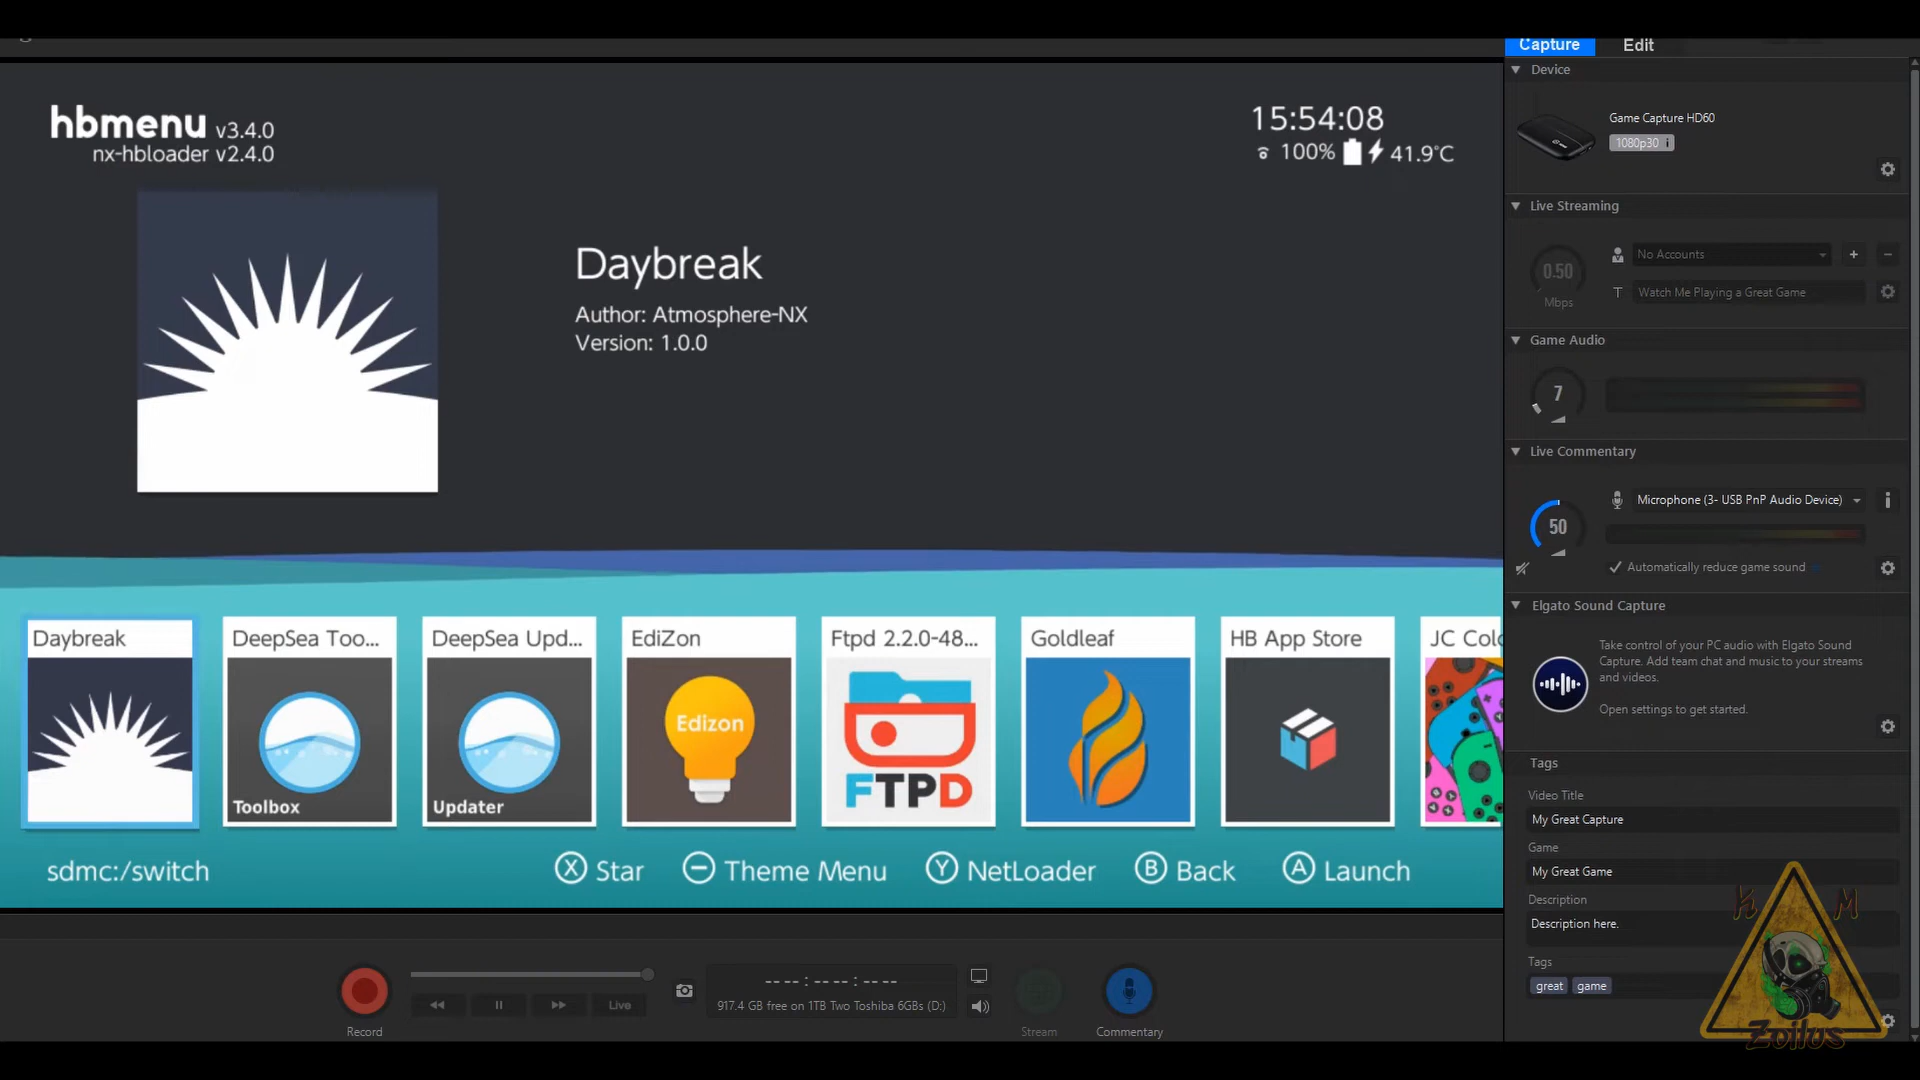 Capture Edit
Device
hbmenu v3.4.0
nx-hbloader v2.4.0
15:54:08
100% 41.9°C
Game Capture HD60
1080p30 i
Daybreak
Author: Atmosphere-NX
Version: 1.0.0
Live Streaming
0.50
Mbps
No Accounts
T Watch Me Playing a Great Game
Game Audio
7
Live Commentary
Microphone (3- USB PnP Audio Device)
50
Automatically reduce game sound
Elgato Sound Capture
Take control of your PC audio with Elgato Sound
Capture. Add team chat and music to your streams
and videos.
Open settings to get started.
Daybreak
DeepSea Too...
Toolbox
DeepSea Upd...
Updater
EdiZon
Edizon
Ftpd 2.2.0-48...
FTPD
Goldleaf
HB App Store
JC Colo
sdmc:/switch
X Star
Theme Menu
Y NetLoader
B Back
A Launch
Tags
Video Title
My Great Capture
Game
My Great Game
Description
Description here.
Tags
great game
Record
Live
-- -- : -- -- : -- --
917.4 GB free on 1TB Two Toshiba 6GBs (D:)
Stream
Commentary
K M
Zoilus